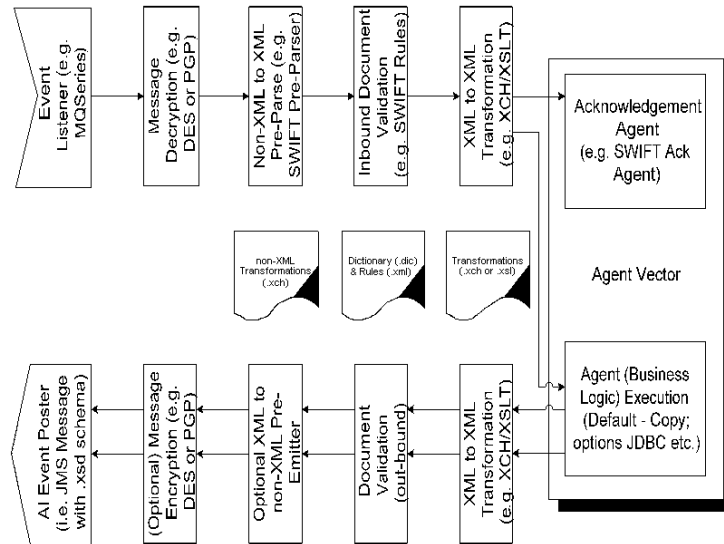 Event
Listener (e.g.
MQSeries)
Message
Decryption (e.g.
DES or PGP)
Non-XML to XML
Pre-Parse (e.g.
SWIFT Pre-Parser)
Inbound Document
Validation
(e.g. SWIFT Rules)
XML to XML
Transformation
(e.g. XCH/XSLT)
Acknowledgement
Agent
(e.g. SWIFT Ack
Agent)
non-XML
Transformations
(.xch)
Dictionary (.dic)
& Rules (.xml)
Transformations
(.xch or .xsl)
Agent Vector
AI Event Poster
(i.e. JMS Message
with .xsd schema)
(Optional) Message
Encryption (e.g.
DES or PGP)
Optional XML to
non-XML Pre-
Emitter
Document
Validation
(out-bound)
XML to XML
Transformation
(e.g. XCH/XSLT)
Agent (Business
Logic) Execution
(Default - Copy;
options JDBC etc.)